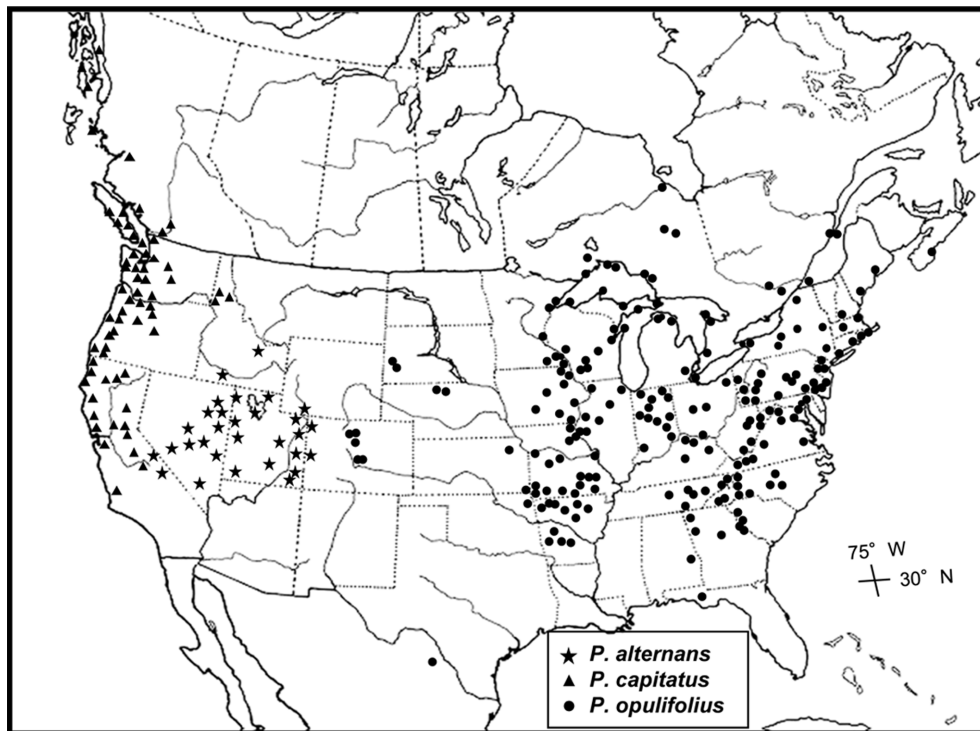 75° W
30° N
P. alternans
P. capitatus
P. opulifolius